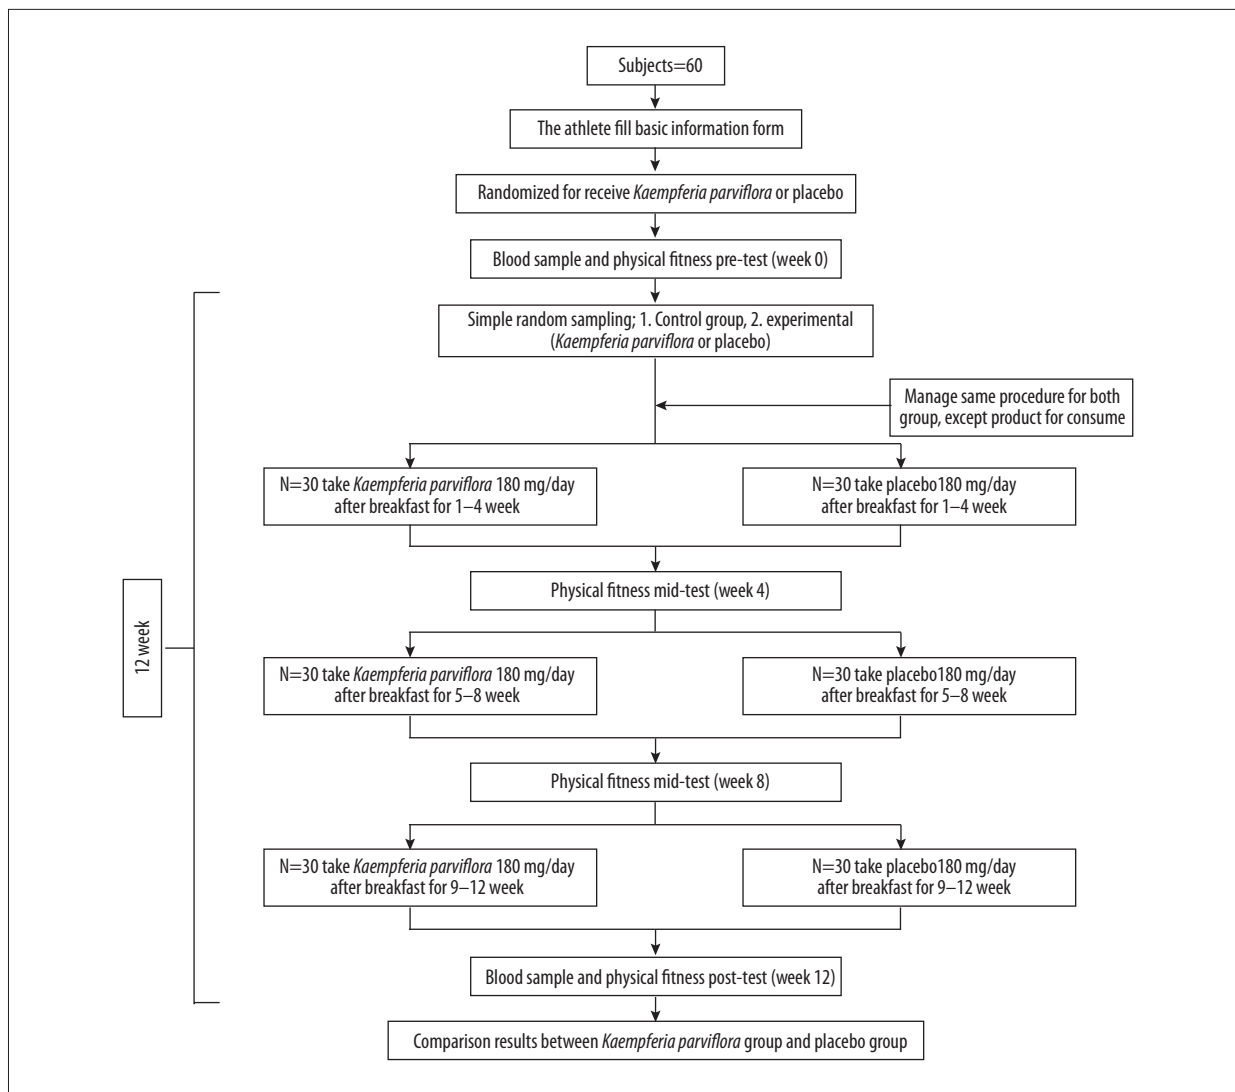 Subjects=60
The athlete fill basic information form
Randomized for receive Kaempferia parviflora or placebo
Blood sample and physical fitness pre-test (week 0)
Simple random sampling; 1. Control group, 2. experimental
(Kaempferia parviflora or placebo)
Manage same procedure for both
group, except product for consume
N=30 take Kaempferia parviflora 180 mg/day
after breakfast for 1–4 week
N=30 take placebo180 mg/day
after breakfast for 1–4 week
Physical fitness mid-test (week 4)
12 week
N=30 take Kaempferia parviflora 180 mg/day
after breakfast for 5–8 week
N=30 take placebo180 mg/day
after breakfast for 5–8 week
Physical fitness mid-test (week 8)
N=30 take Kaempferia parviflora 180 mg/day
after breakfast for 9–12 week
N=30 take placebo180 mg/day
after breakfast for 9–12 week
Blood sample and physical fitness post-test (week 12)
Comparison results between Kaempferia parviflora group and placebo group